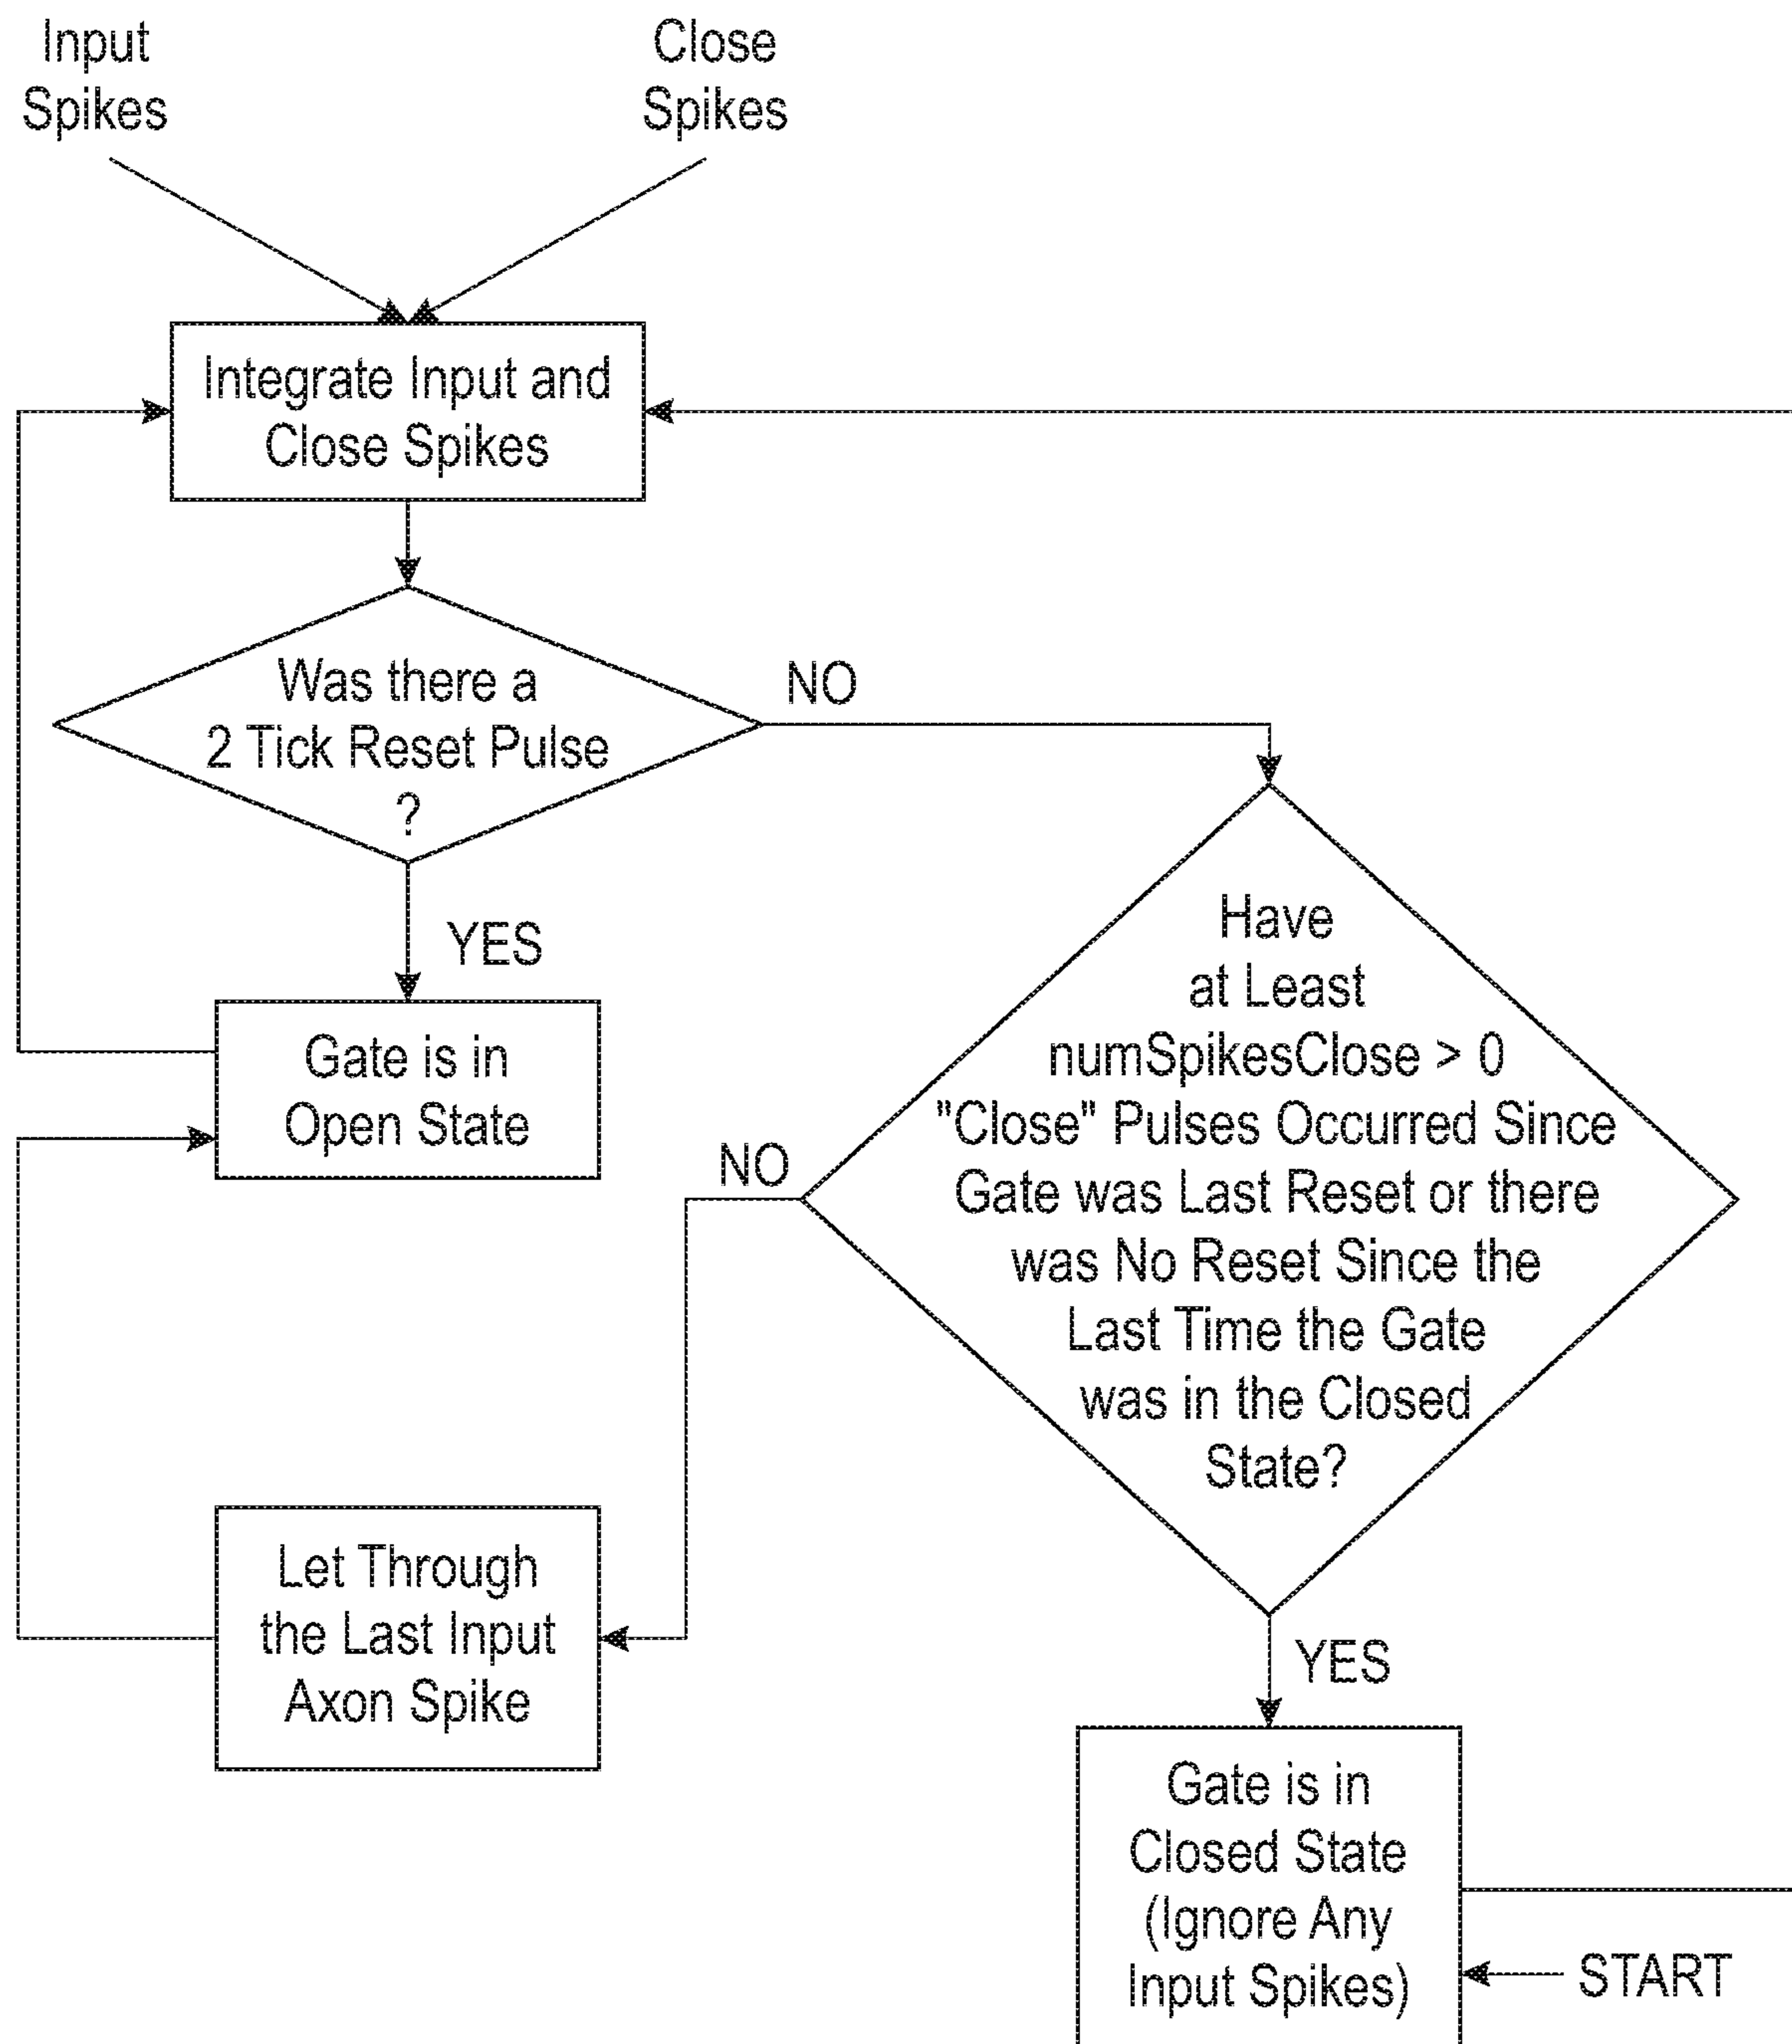 Input
Spikes
Close
Spikes
Integrate Input and
Close Spikes
Was there a
2 Tick Reset Pulse
?
NO
YES
Gate is in
Open State
Have
at Least
numSpikesClose > 0
"Close" Pulses Occurred Since
Gate was Last Reset or there
was No Reset Since the
Last Time the Gate
was in the Closed
State?
NO
Let Through
the Last Input
Axon Spike
YES
Gate is in
Closed State
(Ignore Any
Input Spikes)
START